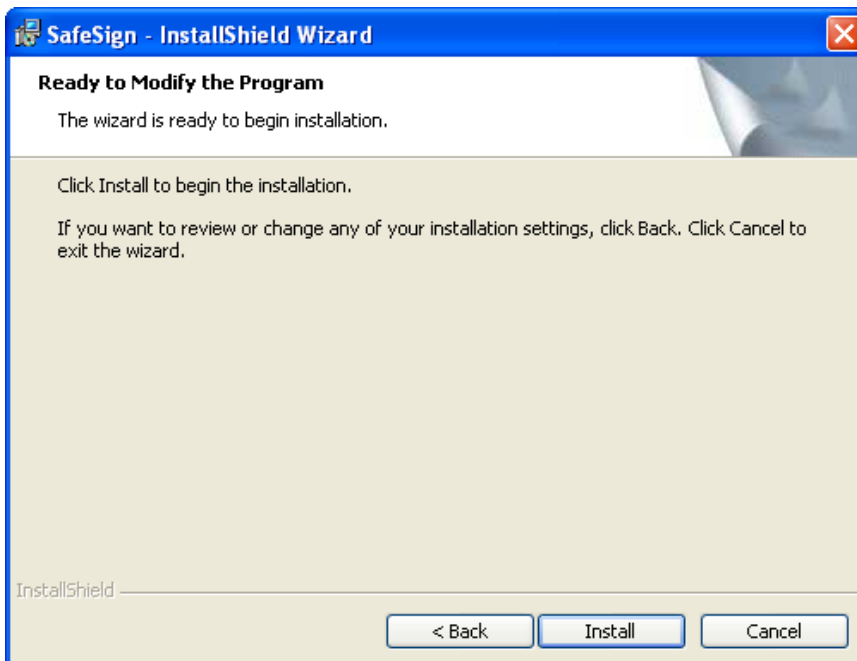 SafeSign - InstallShield Wizard
Ready to Modify the Program
The wizard is ready to begin installation.
Click Install to begin the installation.
If you want to review or change any of your installation settings, click Back. Click Cancel to
exit the wizard.
InstallShield
< Back Install Cancel